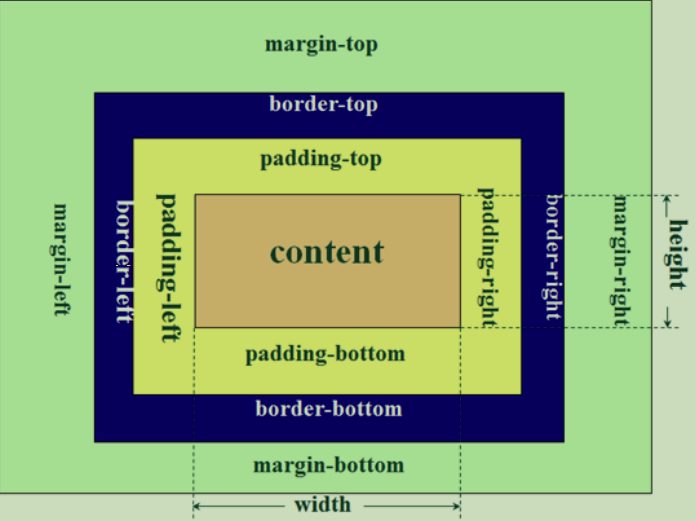 margin-top
border-top
padding-top
margin-left
border-left
padding-left
content
padding-right
border-right
margin-right
height
padding-bottom
border-bottom
margin-bottom
width